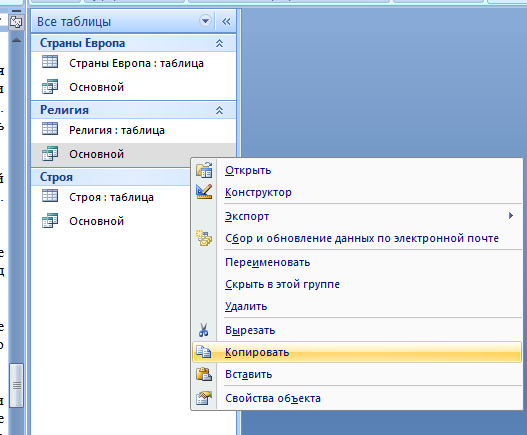 Все таблицы
Страны Европа
Страны Европа : таблица
Основной
Религия
Религия : таблица
Основной
Строя
Строя : таблица
Основной
Открыть
Конструктор
Экспорт
Сбор и обновление данных по электронной почте
Переименовать
Скрыть в этой группе
Удалить
Вырезать
Копировать
Вставить
Свойства объекта